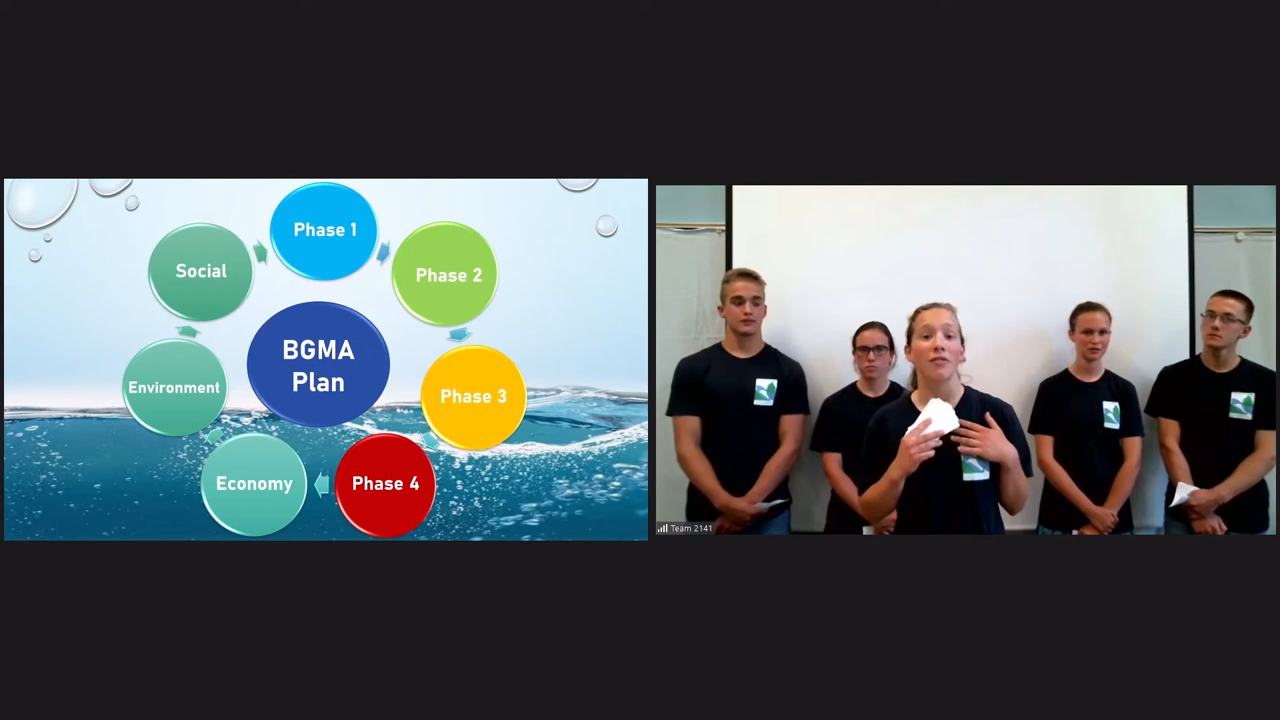 Phase 1
Phase 2
Phase 3
Phase 4
Economy
Environment
Social
BGMA
Plan
Team 2141